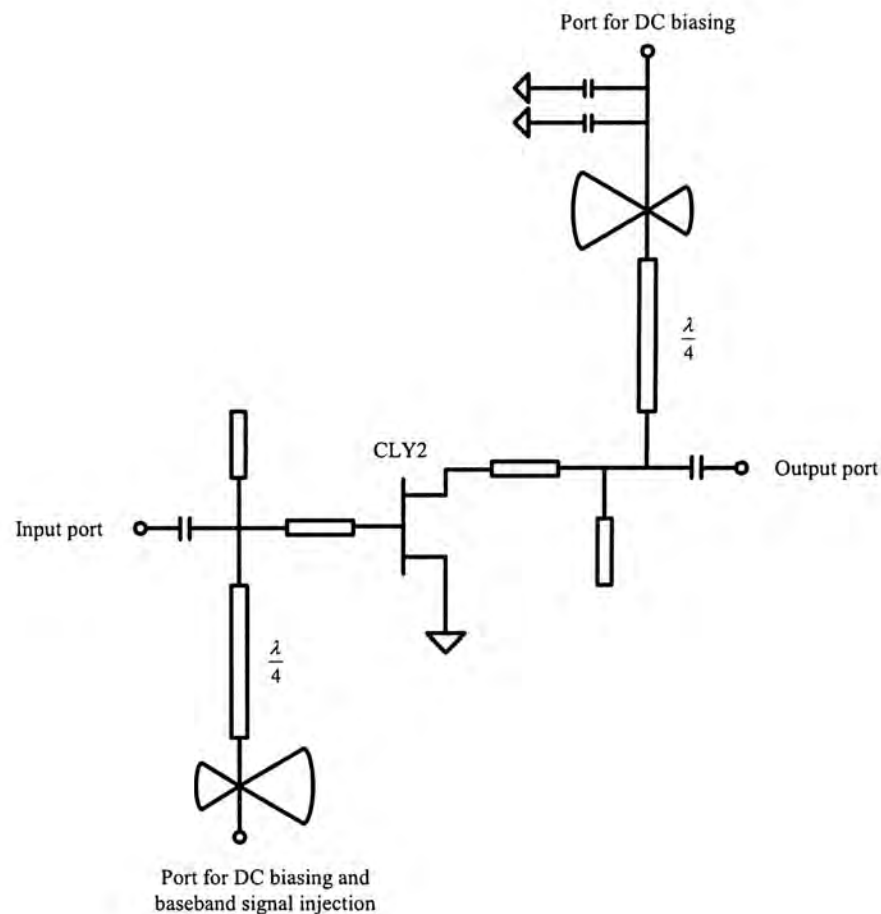 Port for DC biasing
λ
4
CLY2
Output port
Input port
λ
4
Port for DC biasing and
baseband signal injection